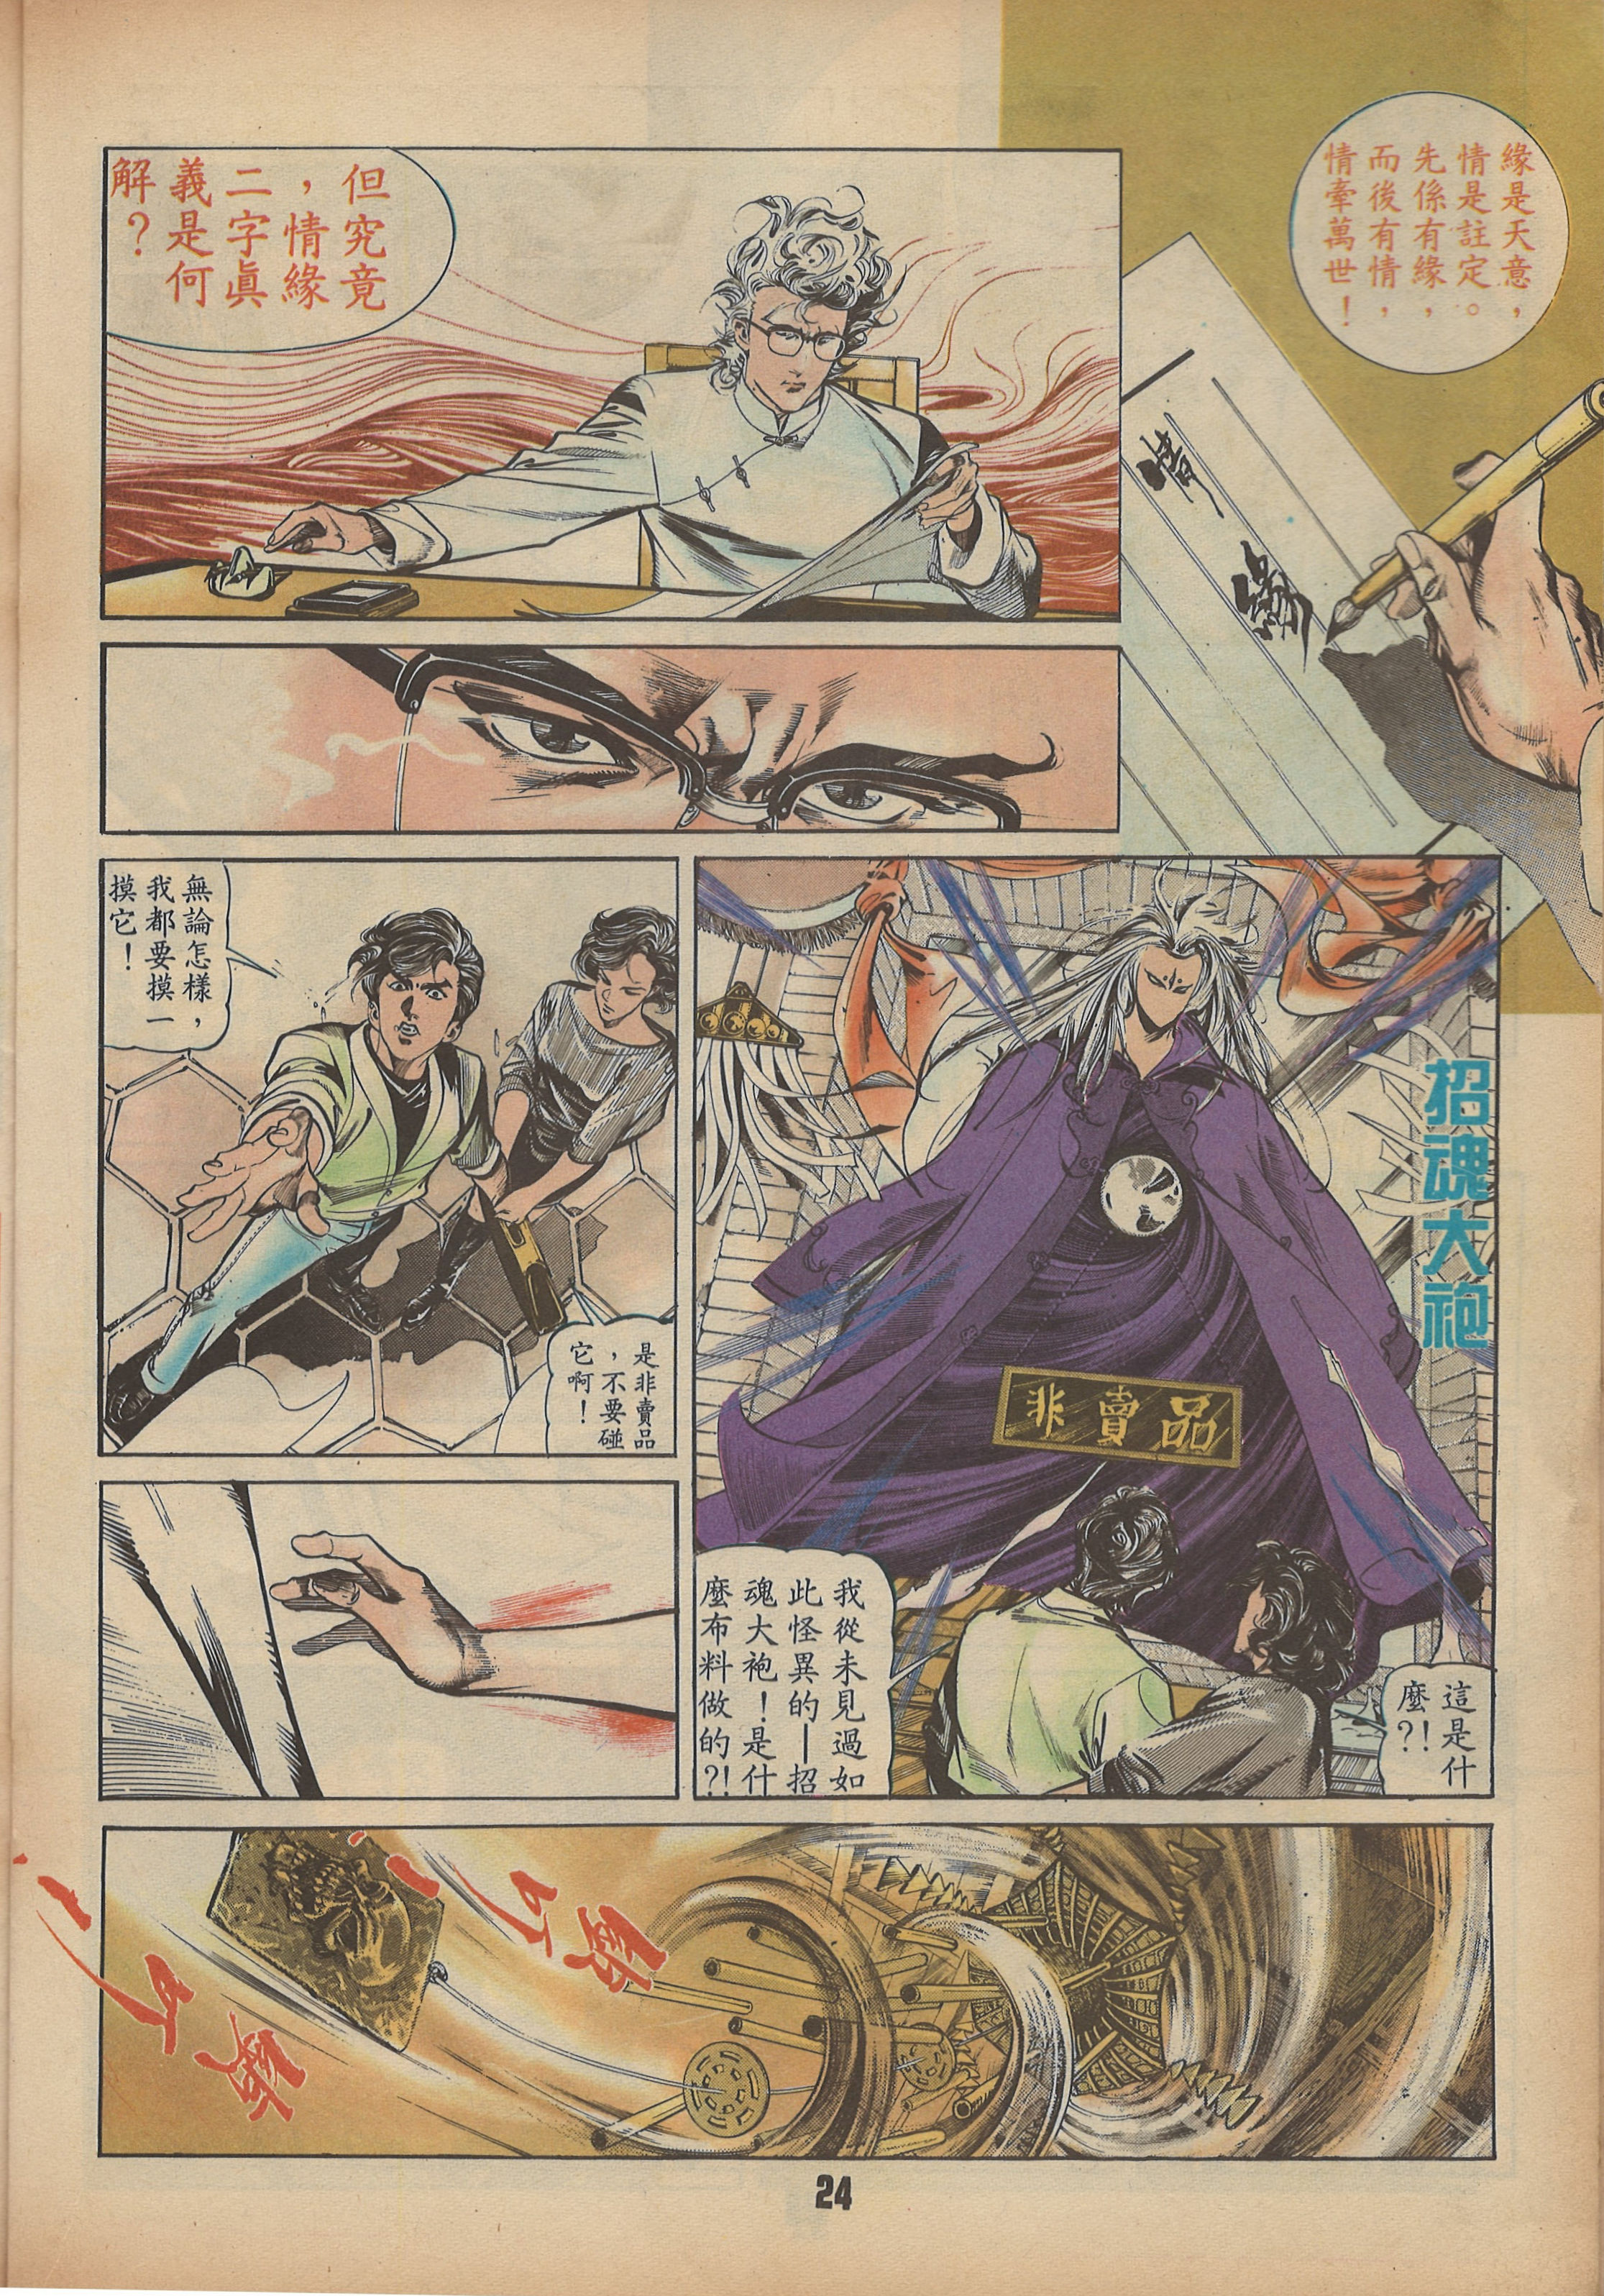 緣是天意，
情是註定。
先係有緣，
而後有情，
情牽萬世！
情
緣
但究竟
，情緣
二字眞
義是何
解？
招魂大袍
非賣品
這是什
麼?!
我從未見過如
此怪異的—招
魂大袍！是什
麼布料做的?!
無論怎樣，
我都要摸一
摸它！
是非賣品
，不要碰
它啊！
24